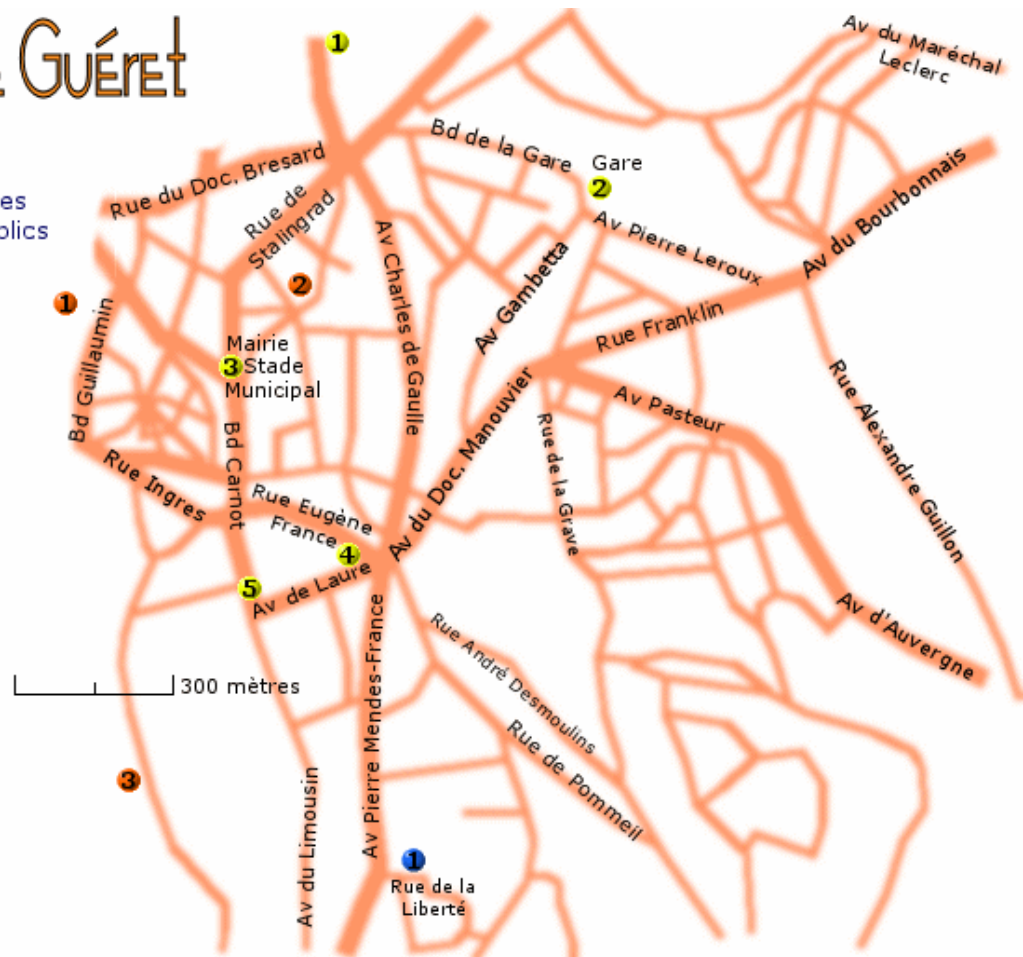 Guéret
1
Av du Maréchal
Leclerc
Bd de la Gare
Gare
2
Rue du Doc. Bresard
Rue de
Stalingrad
Av Pierre Leroux
Av du Bourbonnais
Av Charles de Gaulle
Av Gambetta
1
2
Bd Guillaumin
Rue Franklin
Mairie
3 Stade
Municipal
Av Pasteur
Rue Alexandre Guillon
Av du Doc. Manouvier
Rue de la Grave
Bd Carnot
Rue Ingres
Rue Eugène
France
4
5
Av de Laure
Av d'Auvergne
Rue André Desmoulins
300 mètres
Av Pierre Mendes-France
Rue de Pommeil
3
Av du Limousin
1
Rue de la
Liberté